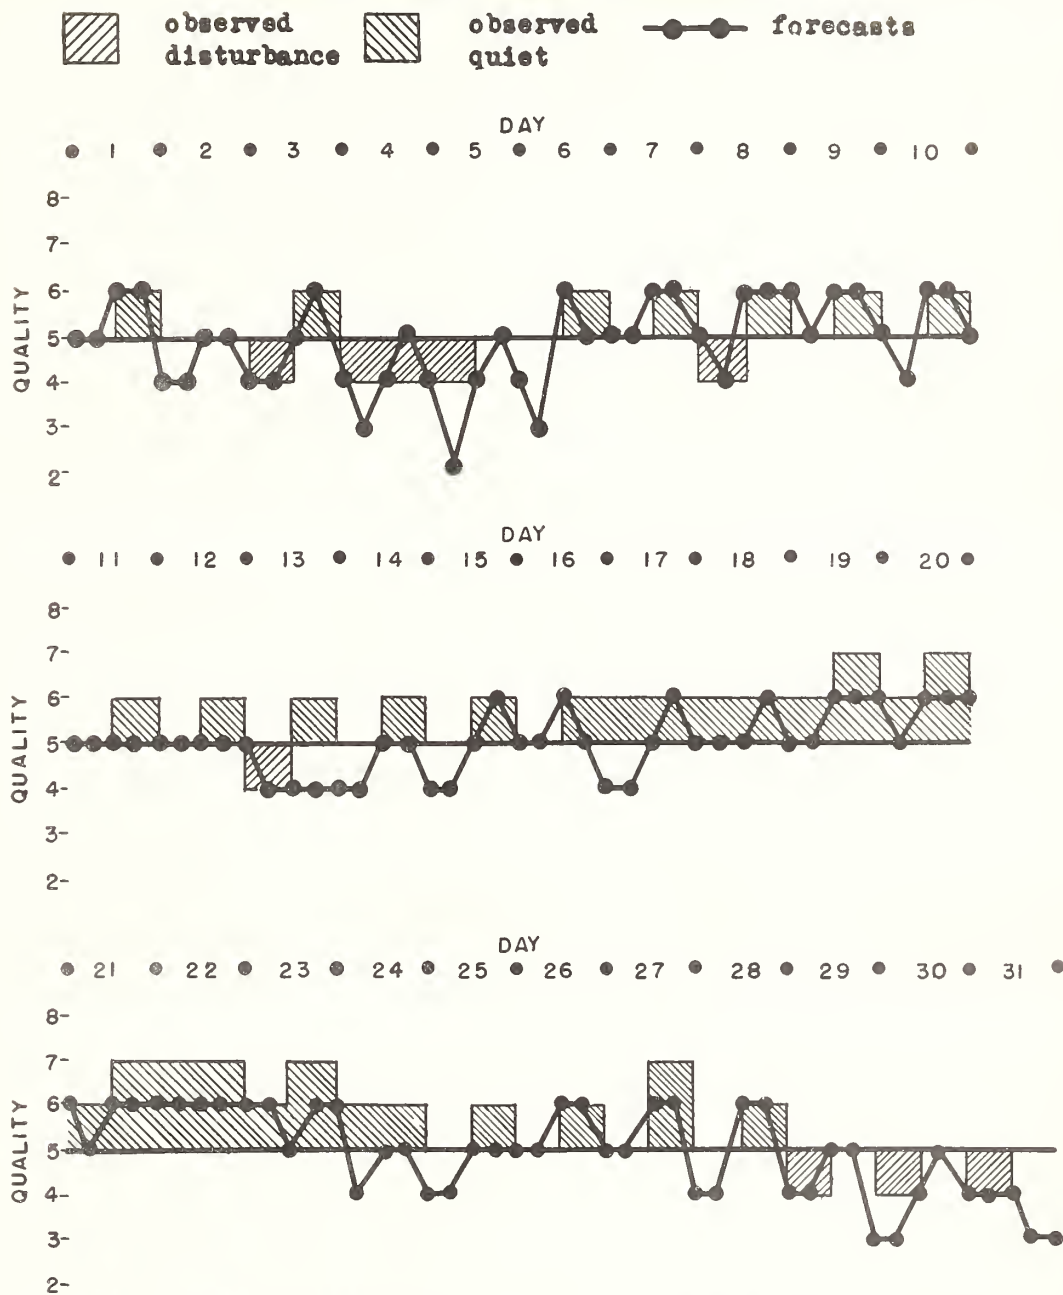 observed disturbance
observed quiet
forecasts
DAY
1 2 3 4 5 6 7 8 9 10
QUALITY
8-
7-
6-
5-
4-
3-
2-
DAY
11 12 13 14 15 16 17 18 19 20
QUALITY
8-
7-
6-
5-
4-
3-
2-
DAY
21 22 23 24 25 26 27 28 29 30 31
QUALITY
8-
7-
6-
5-
4-
3-
2-